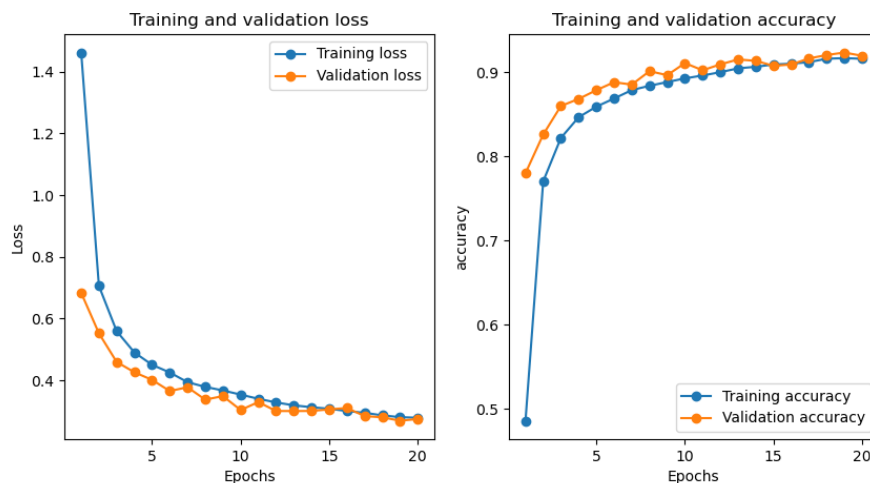 Training and validation loss
1.4
1.2
1.0
0.8
0.6
0.4
Loss
Training loss
Validation loss
5
10
15
20
Epochs
Training and validation accuracy
0.9
0.8
0.7
0.6
0.5
accuracy
Training accuracy
Validation accuracy
5
10
15
20
Epochs